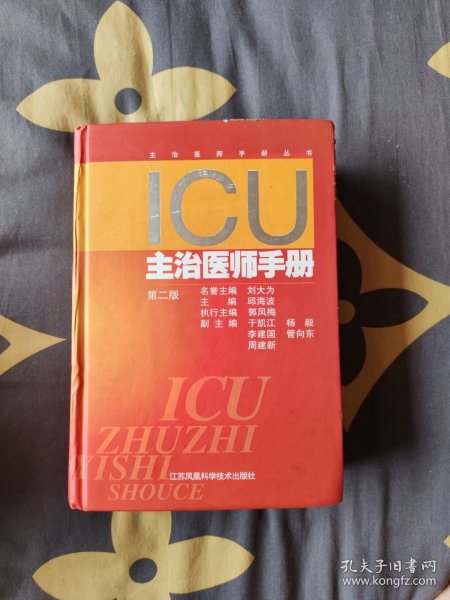 主治医师手册丛书
ICU
主治医师手册
第二版
名誉主编 刘大为
主编 邱海波
执行主编 郭凤梅
副主编 于凯江 杨毅
李建国 管向东
周建新
ICU
ZHUZHI
YISHI
SHOUCE
江苏凤凰科学技术出版社
孔夫子旧书网
www.kongfz.com